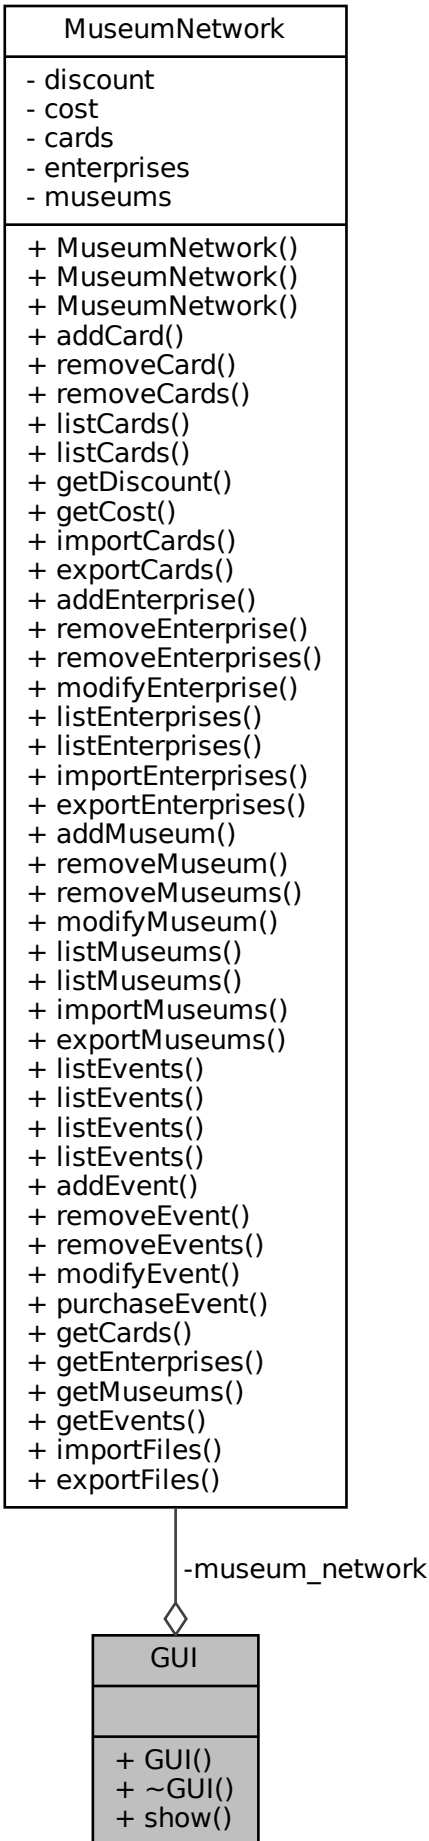 MuseumNetwork
- discount
- cost
- cards
- enterprises
- museums
+ MuseumNetwork()
+ MuseumNetwork()
+ MuseumNetwork()
+ addCard()
+ removeCard()
+ removeCards()
+ listCards()
+ listCards()
+ getDiscount()
+ getCost()
+ importCards()
+ exportCards()
+ addEnterprise()
+ removeEnterprise()
+ removeEnterprises()
+ modifyEnterprise()
+ listEnterprises()
+ listEnterprises()
+ importEnterprises()
+ exportEnterprises()
+ addMuseum()
+ removeMuseum()
+ removeMuseums()
+ modifyMuseum()
+ listMuseums()
+ listMuseums()
+ importMuseums()
+ exportMuseums()
+ listEvents()
+ listEvents()
+ listEvents()
+ listEvents()
+ addEvent()
+ removeEvent()
+ removeEvents()
+ modifyEvent()
+ purchaseEvent()
+ getCards()
+ getEnterprises()
+ getMuseums()
+ getEvents()
+ importFiles()
+ exportFiles()
-museum_network
GUI
+ GUI()
+ ~GUI()
+ show()